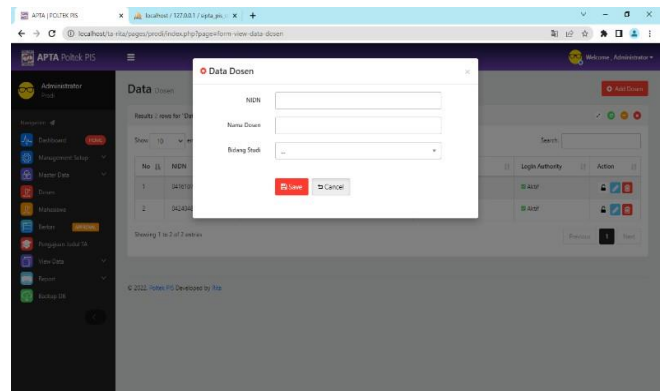 APTA | POLTEK PIS
localhost / 127.0.0.1 /
localhost/ta-rita/pages/prodi/index.php?page=form-view-data-dosen
APTA Poltek PIS
Welcome, Administrator
Administrator
Prodi
Data Dosen
Add Dosen
Data Dosen
NIDN
Nama Dosen
Bidang Studi
...
Save
Cancel
Navigation
Dashboard
HOME
Management Setup
Master Data
Dosen
Mahasiswa
Pengajuan Judul TA
View Data
Report
Backup DB
Show 10
Search:
No
NIDN
Login Authority
Action
1
Aktif
2
Aktif
Showing 1 to 2 of 2 entries
Previous
1
Next
© 2022. Poltek PIS Developed by Rita